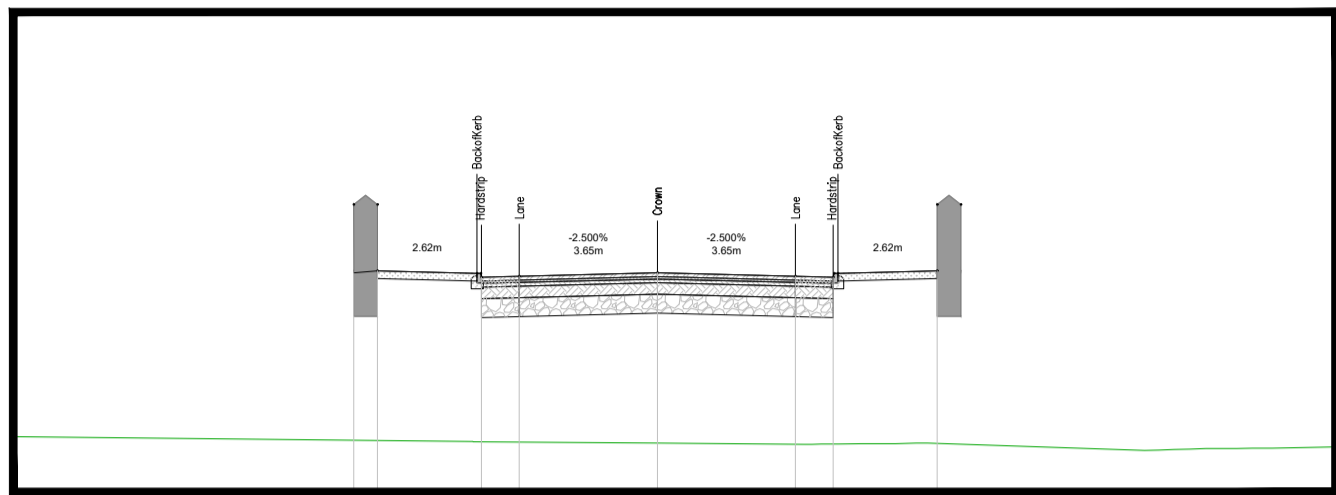 BackofKerb
Hardstrip
Lane
Crown
Lane
Hardstrip
BackofKerb
2.62m
-2.500%
3.65m
-2.500%
3.65m
2.62m